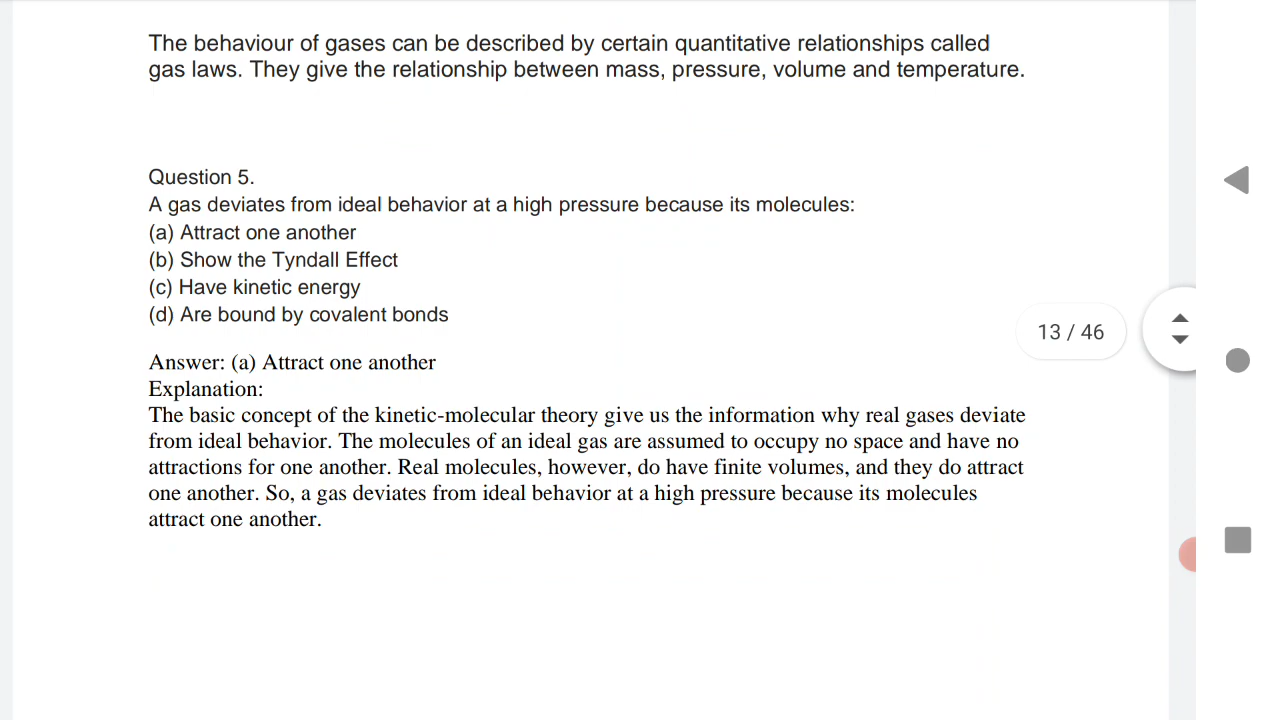 The behaviour of gases can be described by certain quantitative relationships called
gas laws. They give the relationship between mass, pressure, volume and temperature.
Question 5.
A gas deviates from ideal behavior at a high pressure because its molecules:
(a) Attract one another
(b) Show the Tyndall Effect
(c) Have kinetic energy
(d) Are bound by covalent bonds
13 / 46
Answer: (a) Attract one another
Explanation:
The basic concept of the kinetic-molecular theory give us the information why real gases deviate
from ideal behavior. The molecules of an ideal gas are assumed to occupy no space and have no
attractions for one another. Real molecules, however, do have finite volumes, and they do attract
one another. So, a gas deviates from ideal behavior at a high pressure because its molecules
attract one another.